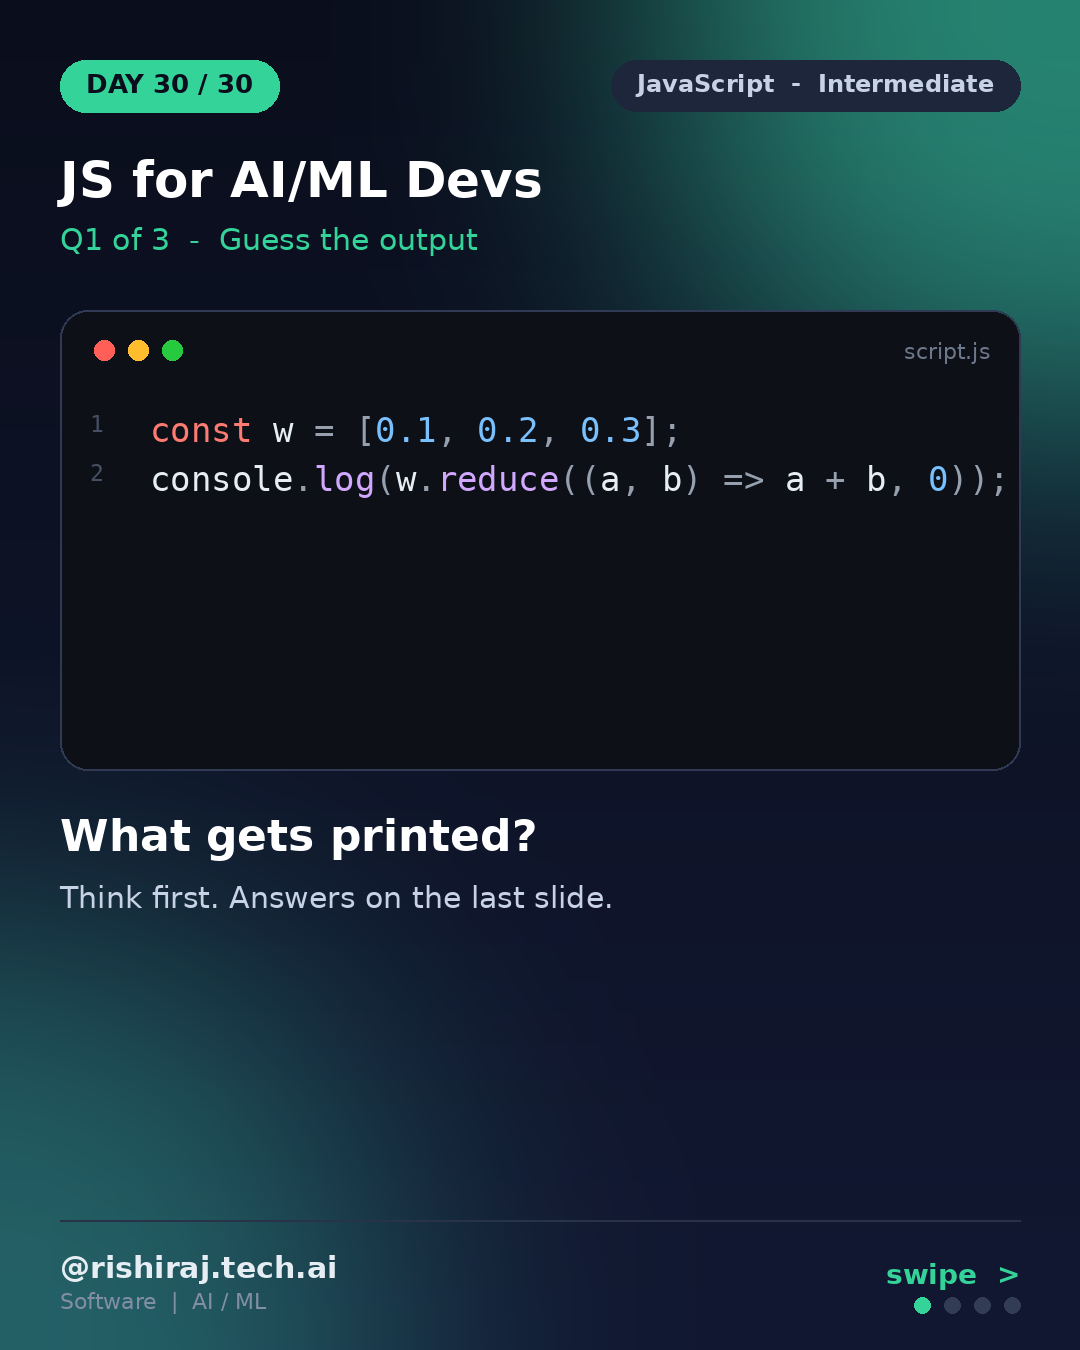 DAY 30 / 30
JavaScript - Intermediate
JS for AI/ML Devs
Q1 of 3 - Guess the output
script.js
1 const w = [0.1, 0.2, 0.3];
2 console.log(w.reduce((a, b) => a + b, 0));
What gets printed?
Think first. Answers on the last slide.
@rishiraj.tech.ai
Software | AI / ML
swipe >